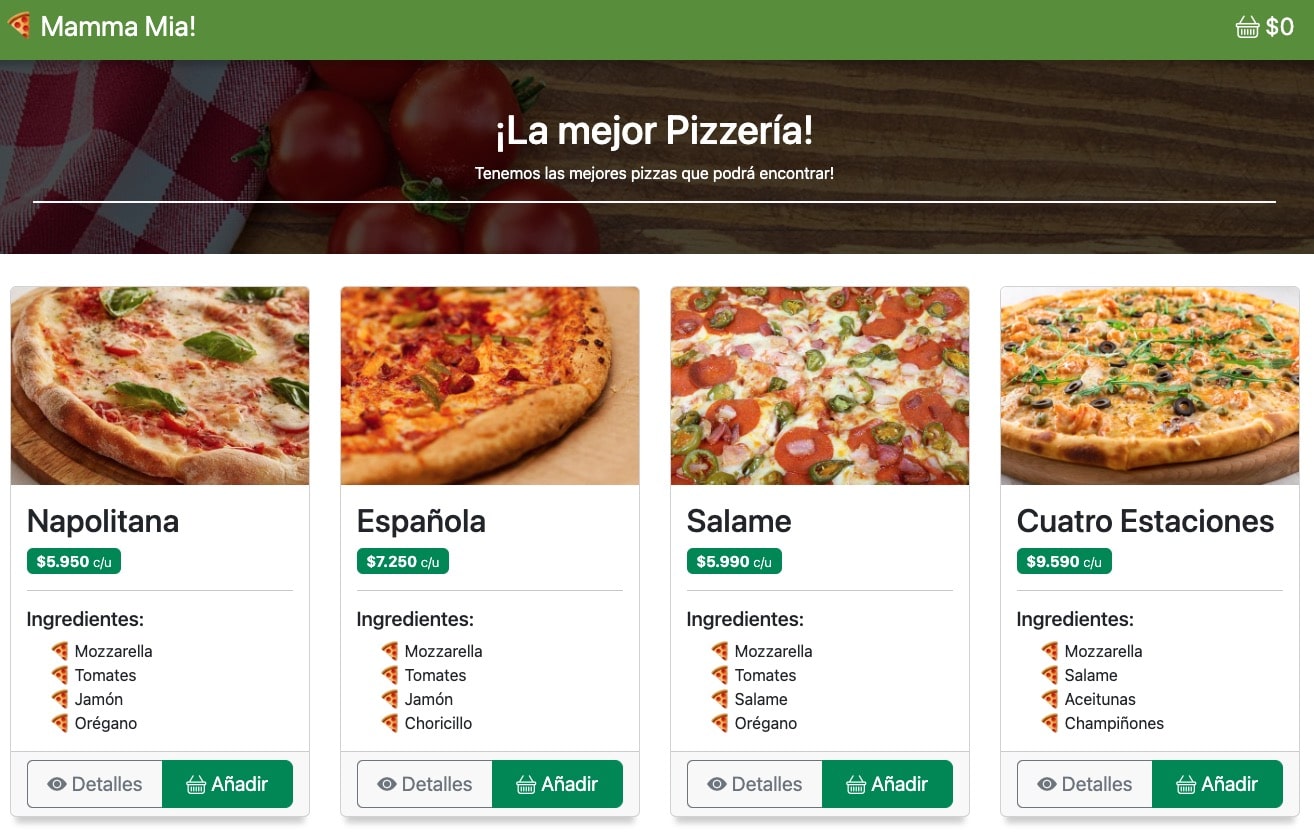 Mamma Mia!
$0
¡La mejor Pizzería!
Tenemos las mejores pizzas que podrá encontrar!
Napolitana
$5.950 c/u
Ingredientes:
Mozzarella
Tomates
Jamón
Orégano
Detalles
Añadir
Española
$7.250 c/u
Ingredientes:
Mozzarella
Tomates
Jamón
Choricillo
Detalles
Añadir
Salame
$5.990 c/u
Ingredientes:
Mozzarella
Tomates
Salame
Orégano
Detalles
Añadir
Cuatro Estaciones
$9.590 c/u
Ingredientes:
Mozzarella
Salame
Aceitunas
Champiñones
Detalles
Añadir